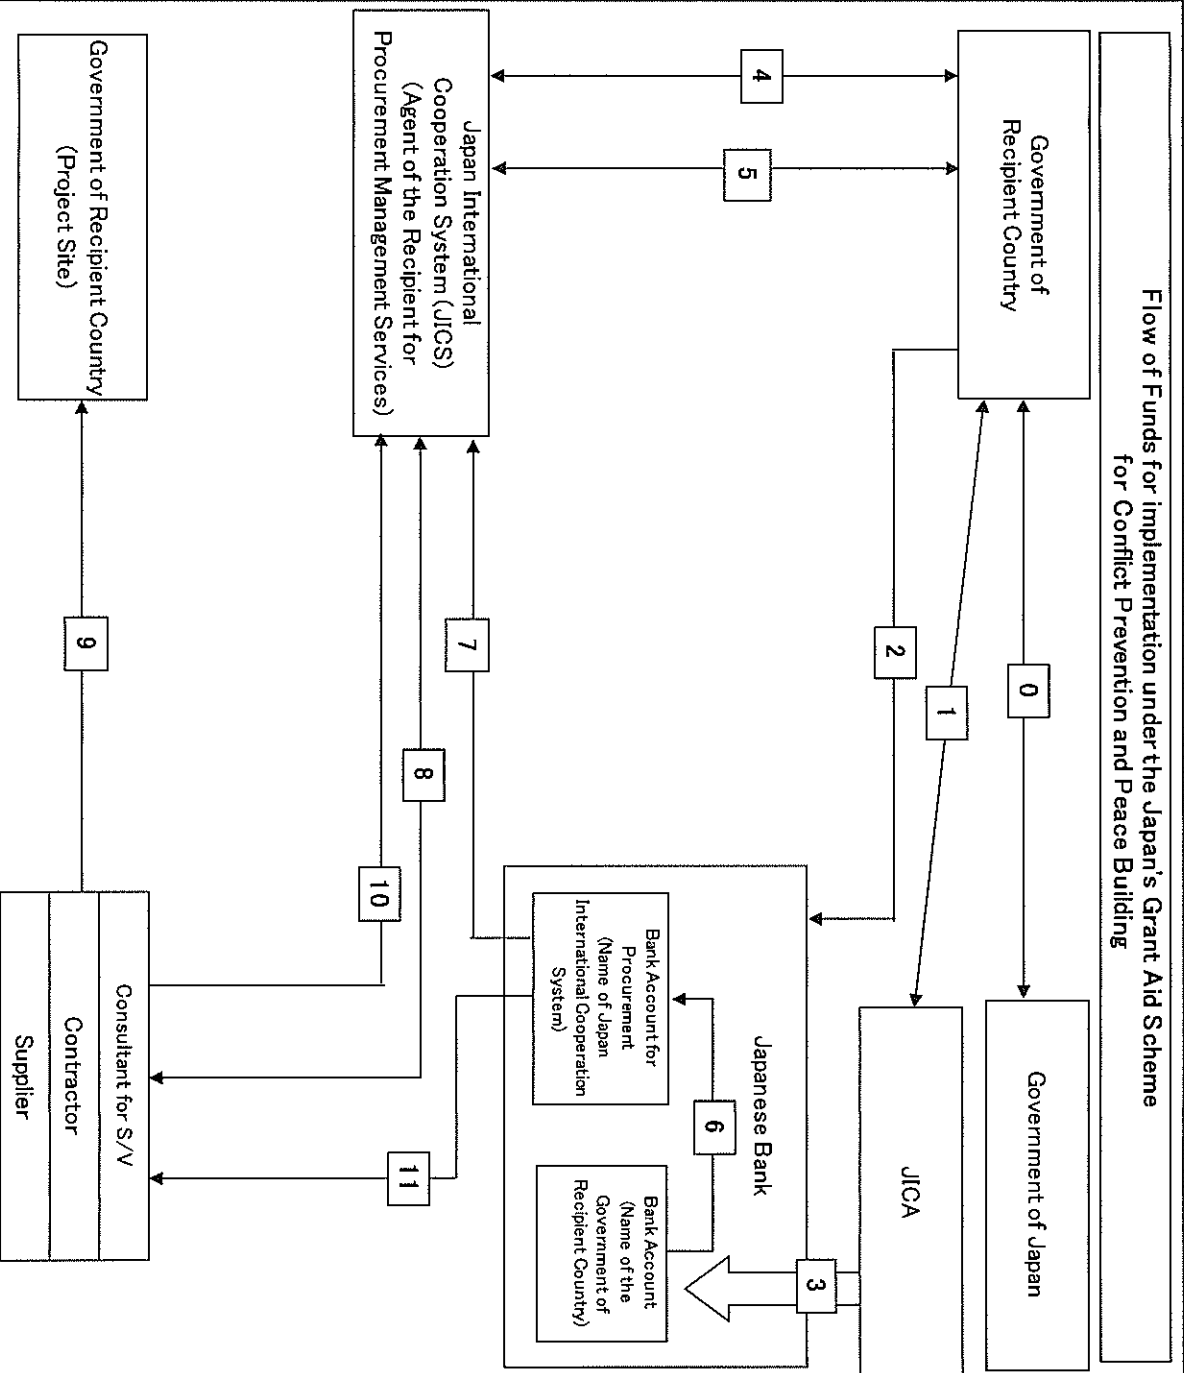 Flow of Funds for implementation under the Japan's Grant Aid Scheme
for Conflict Prevention and Peace Building
Government of
Recipient Country
0
Government of Japan
1
JICA
2
3
4
5
Japanese Bank
Bank Account for
Procurement
(Name of Japan
International Cooperation
System)
6
Bank Account
(Name of the
Government of
Recipient Country)
Japan International
Cooperation System (JICS)
(Agent of the Recipient for
Procurement Management Services)
7
8
10
11
Government of Recipient Country
(Project Site)
9
Consultant for S/V
Contractor
Supplier